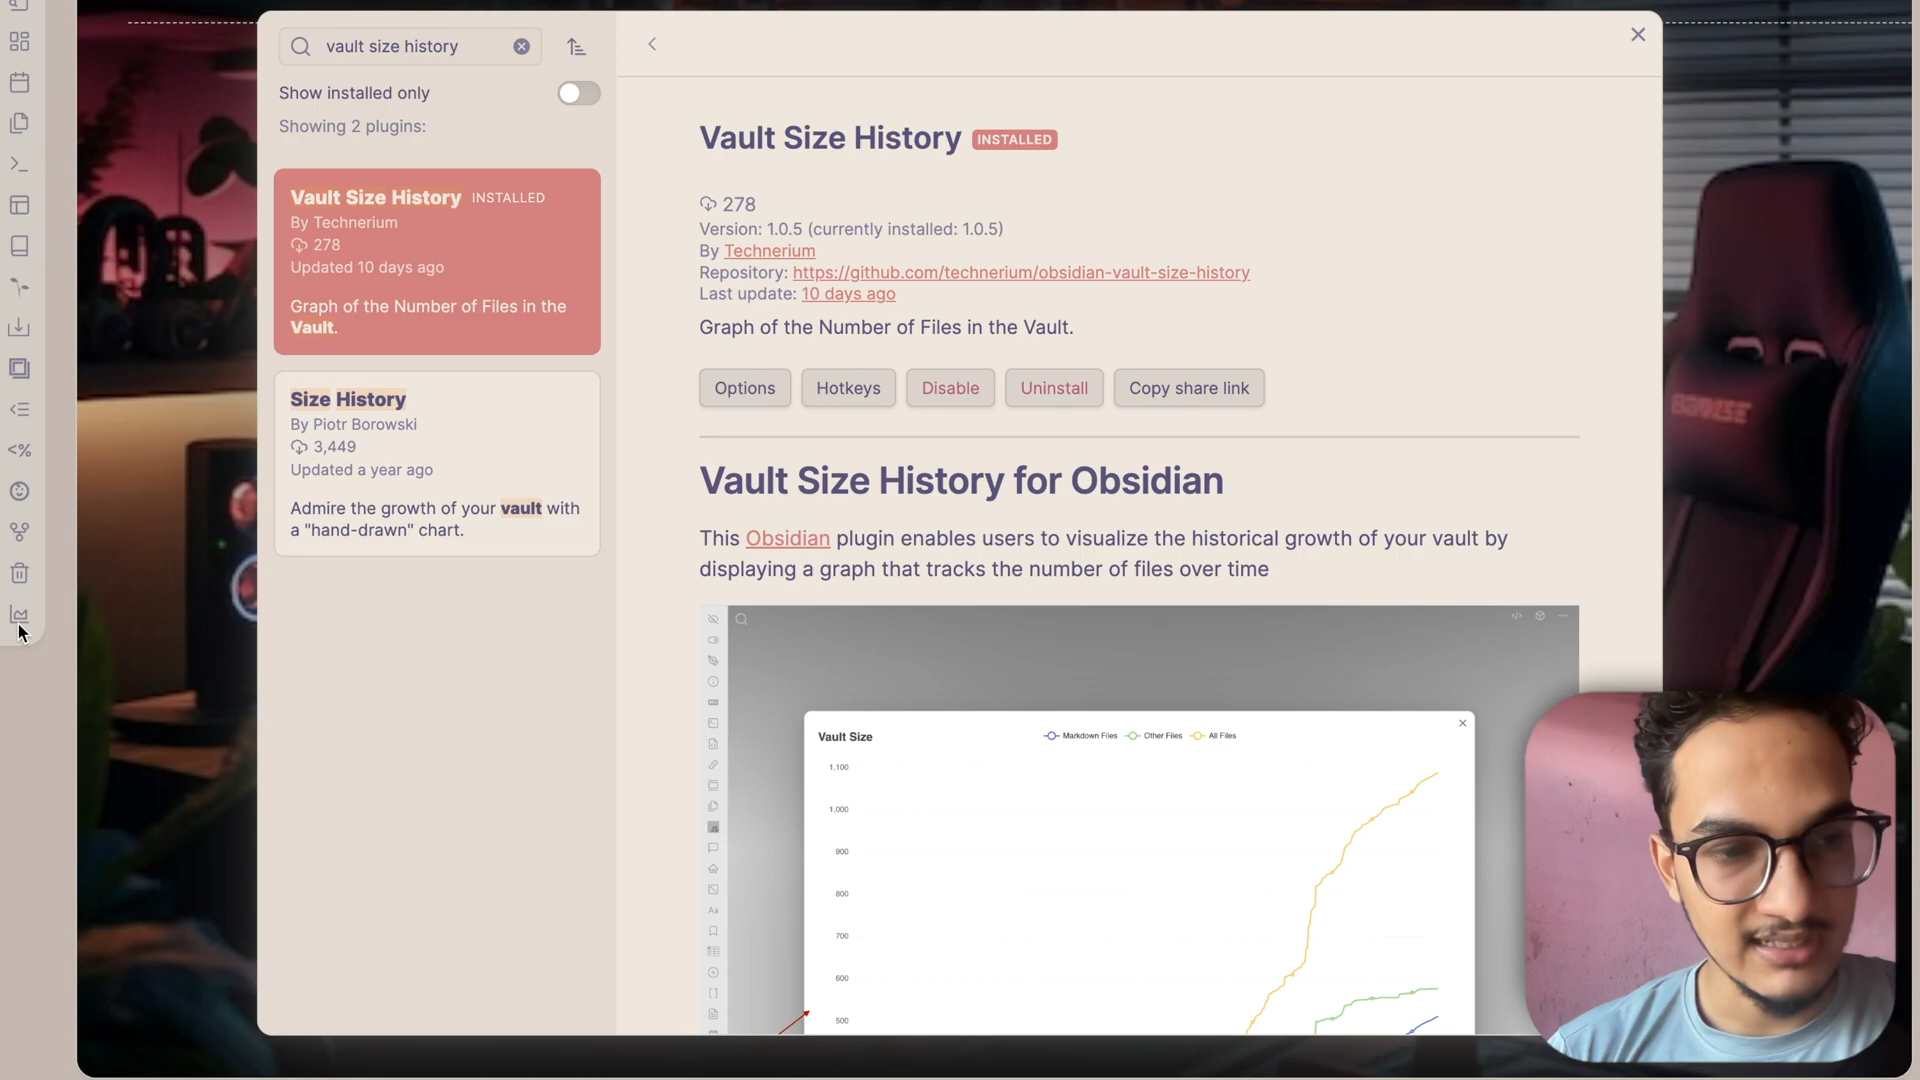 vault size history
Show installed only
Showing 2 plugins:
Vault Size History INSTALLED
By Technerium
278
Updated 10 days ago
Graph of the Number of Files in the
Vault.
Size History
By Piotr Borowski
3,449
Updated a year ago
Admire the growth of your vault with
a "hand-drawn" chart.
Vault Size History INSTALLED
278
Version: 1.0.5 (currently installed: 1.0.5)
By Technerium
Repository: https://github.com/technerium/obsidian-vault-size-history
Last update: 10 days ago
Graph of the Number of Files in the Vault.
Options Hotkeys Disable Uninstall Copy share link
Vault Size History for Obsidian
This Obsidian plugin enables users to visualize the historical growth of your vault by
displaying a graph that tracks the number of files over time
Vault Size
Markdown Files Other Files All Files
1,100
1,000
900
800
700
600
500